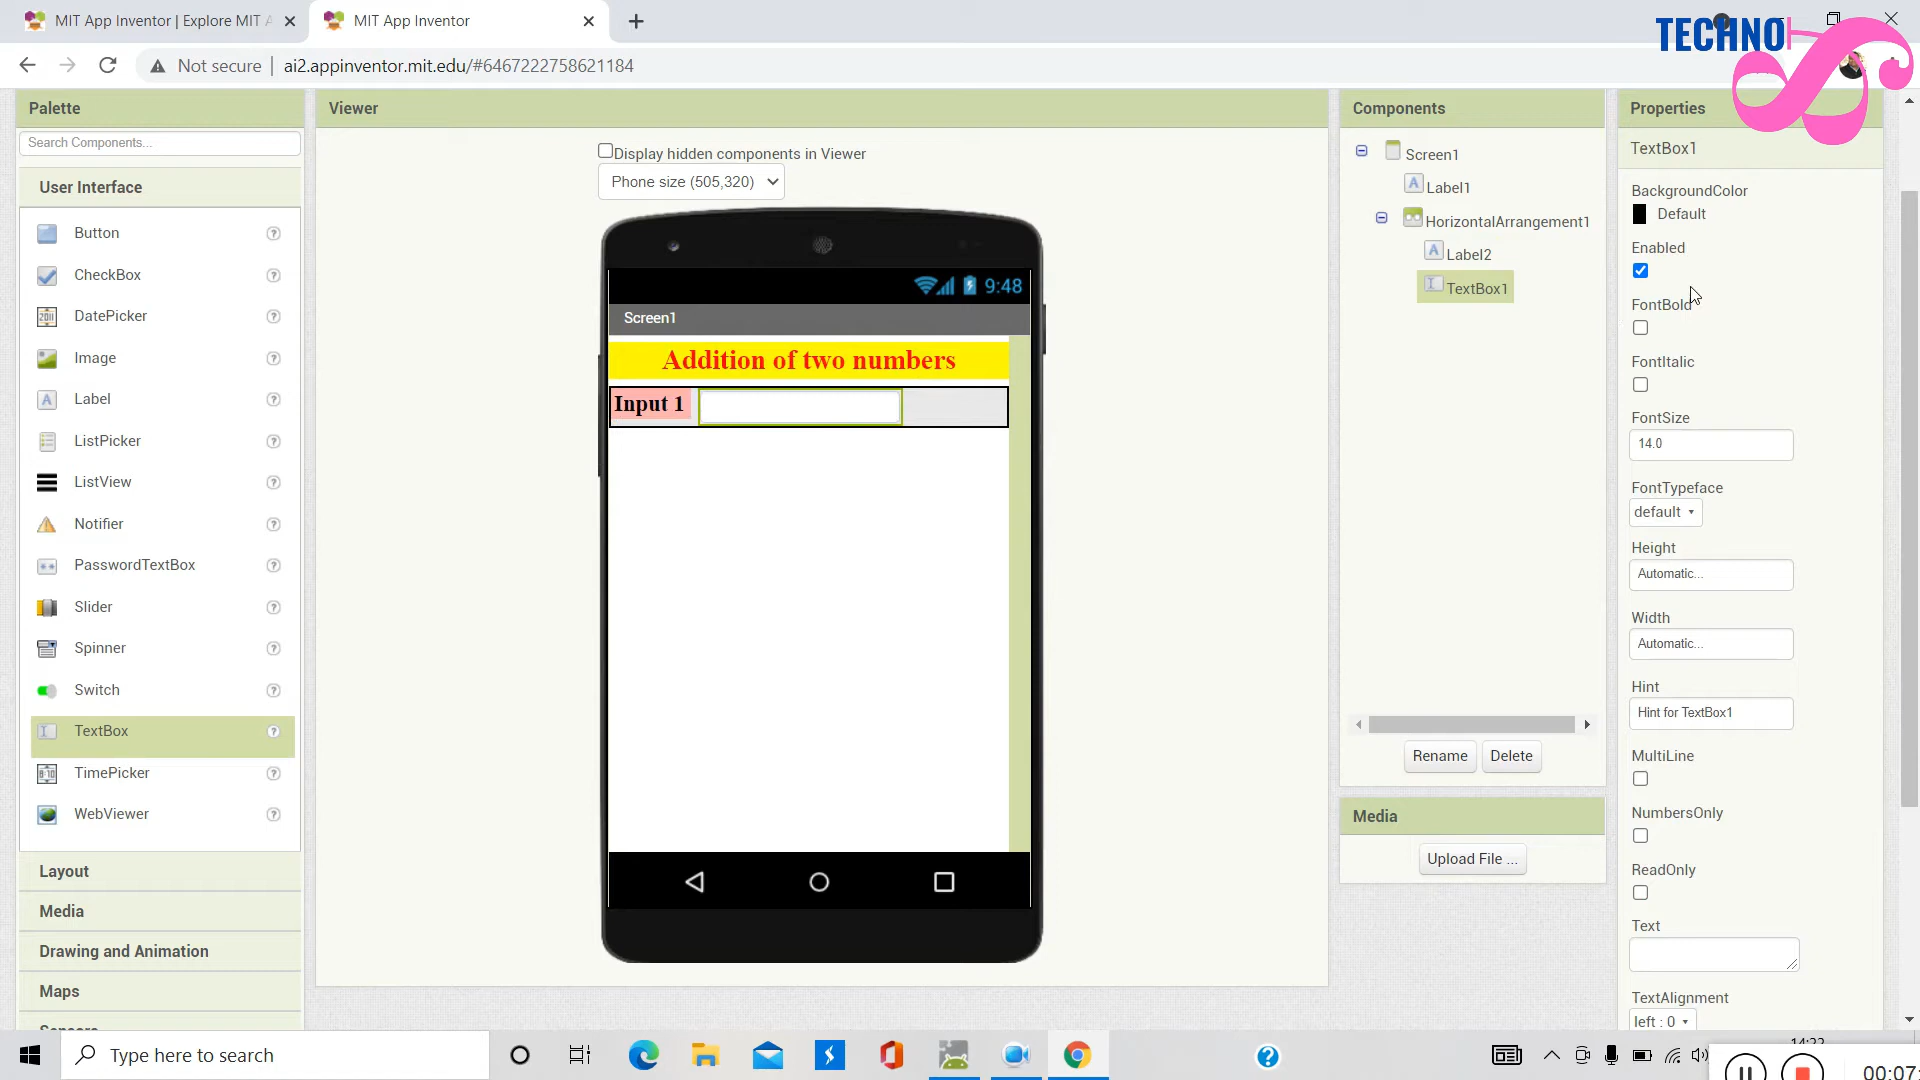 MIT App Inventor | Explore MIT A
MIT App Inventor
TECHNO
Not secure
ai2.appinventor.mit.edu/#6467222758621184
Palette
Search Components...
User Interface
Button
CheckBox
DatePicker
Image
Label
ListPicker
ListView
Notifier
PasswordTextBox
Slider
Spinner
Switch
TextBox
TimePicker
WebViewer
Layout
Media
Drawing and Animation
Maps
Sensors
Viewer
Display hidden components in Viewer
Phone size (505,320)
9:48
Screen1
Addition of two numbers
Input 1
Components
Screen1
Label1
HorizontalArrangement1
Label2
TextBox1
Rename
Delete
Media
Upload File ...
Properties
TextBox1
BackgroundColor
Default
Enabled
FontBold
FontItalic
FontSize
14.0
FontTypeface
default
Height
Automatic...
Width
Automatic...
Hint
Hint for TextBox1
MultiLine
NumbersOnly
ReadOnly
Text
TextAlignment
left : 0
Type here to search
14:22
00:07: